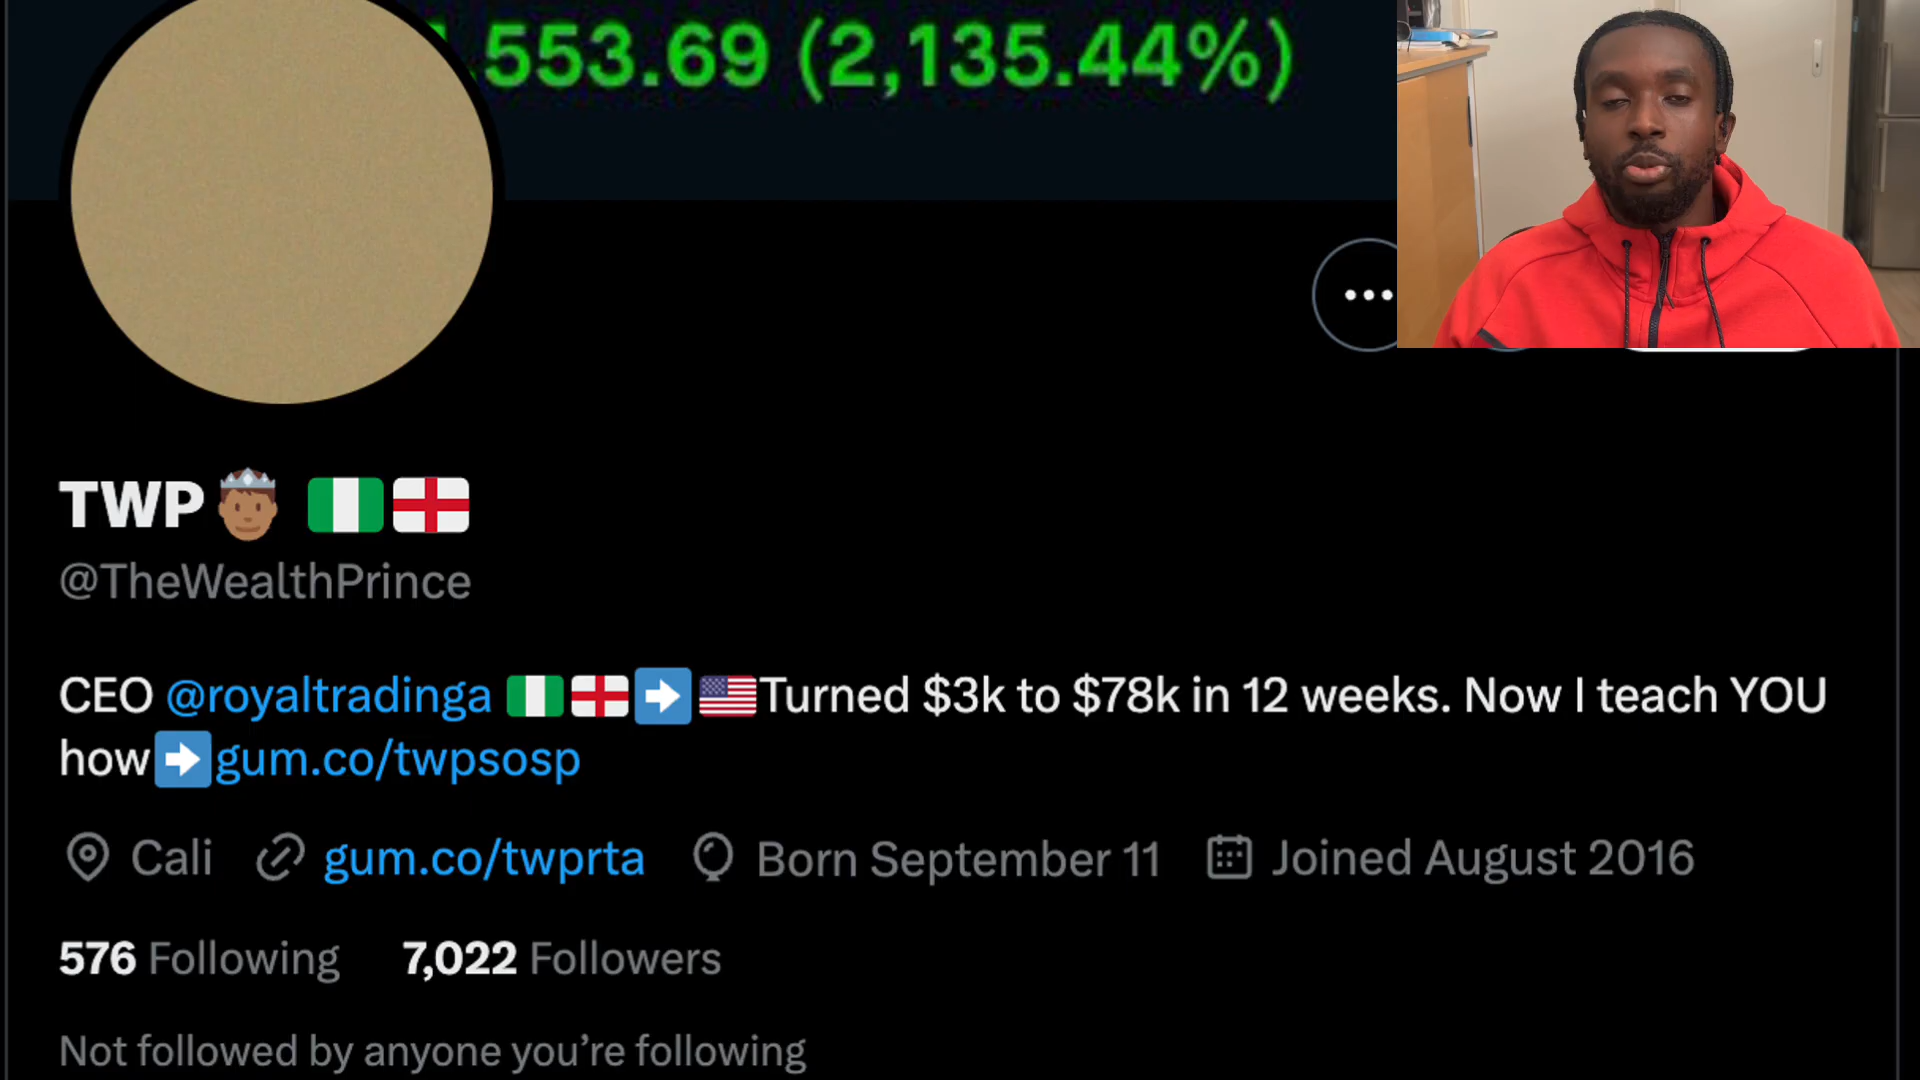 553.69 (2,135.44%)
TWP
@TheWealthPrince
CEO @royaltradinga Turned $3k to $78k in 12 weeks. Now I teach YOU
how gum.co/twpsosp
Cali gum.co/twprta Born September 11 Joined August 2016
576 Following 7,022 Followers
Not followed by anyone you’re following